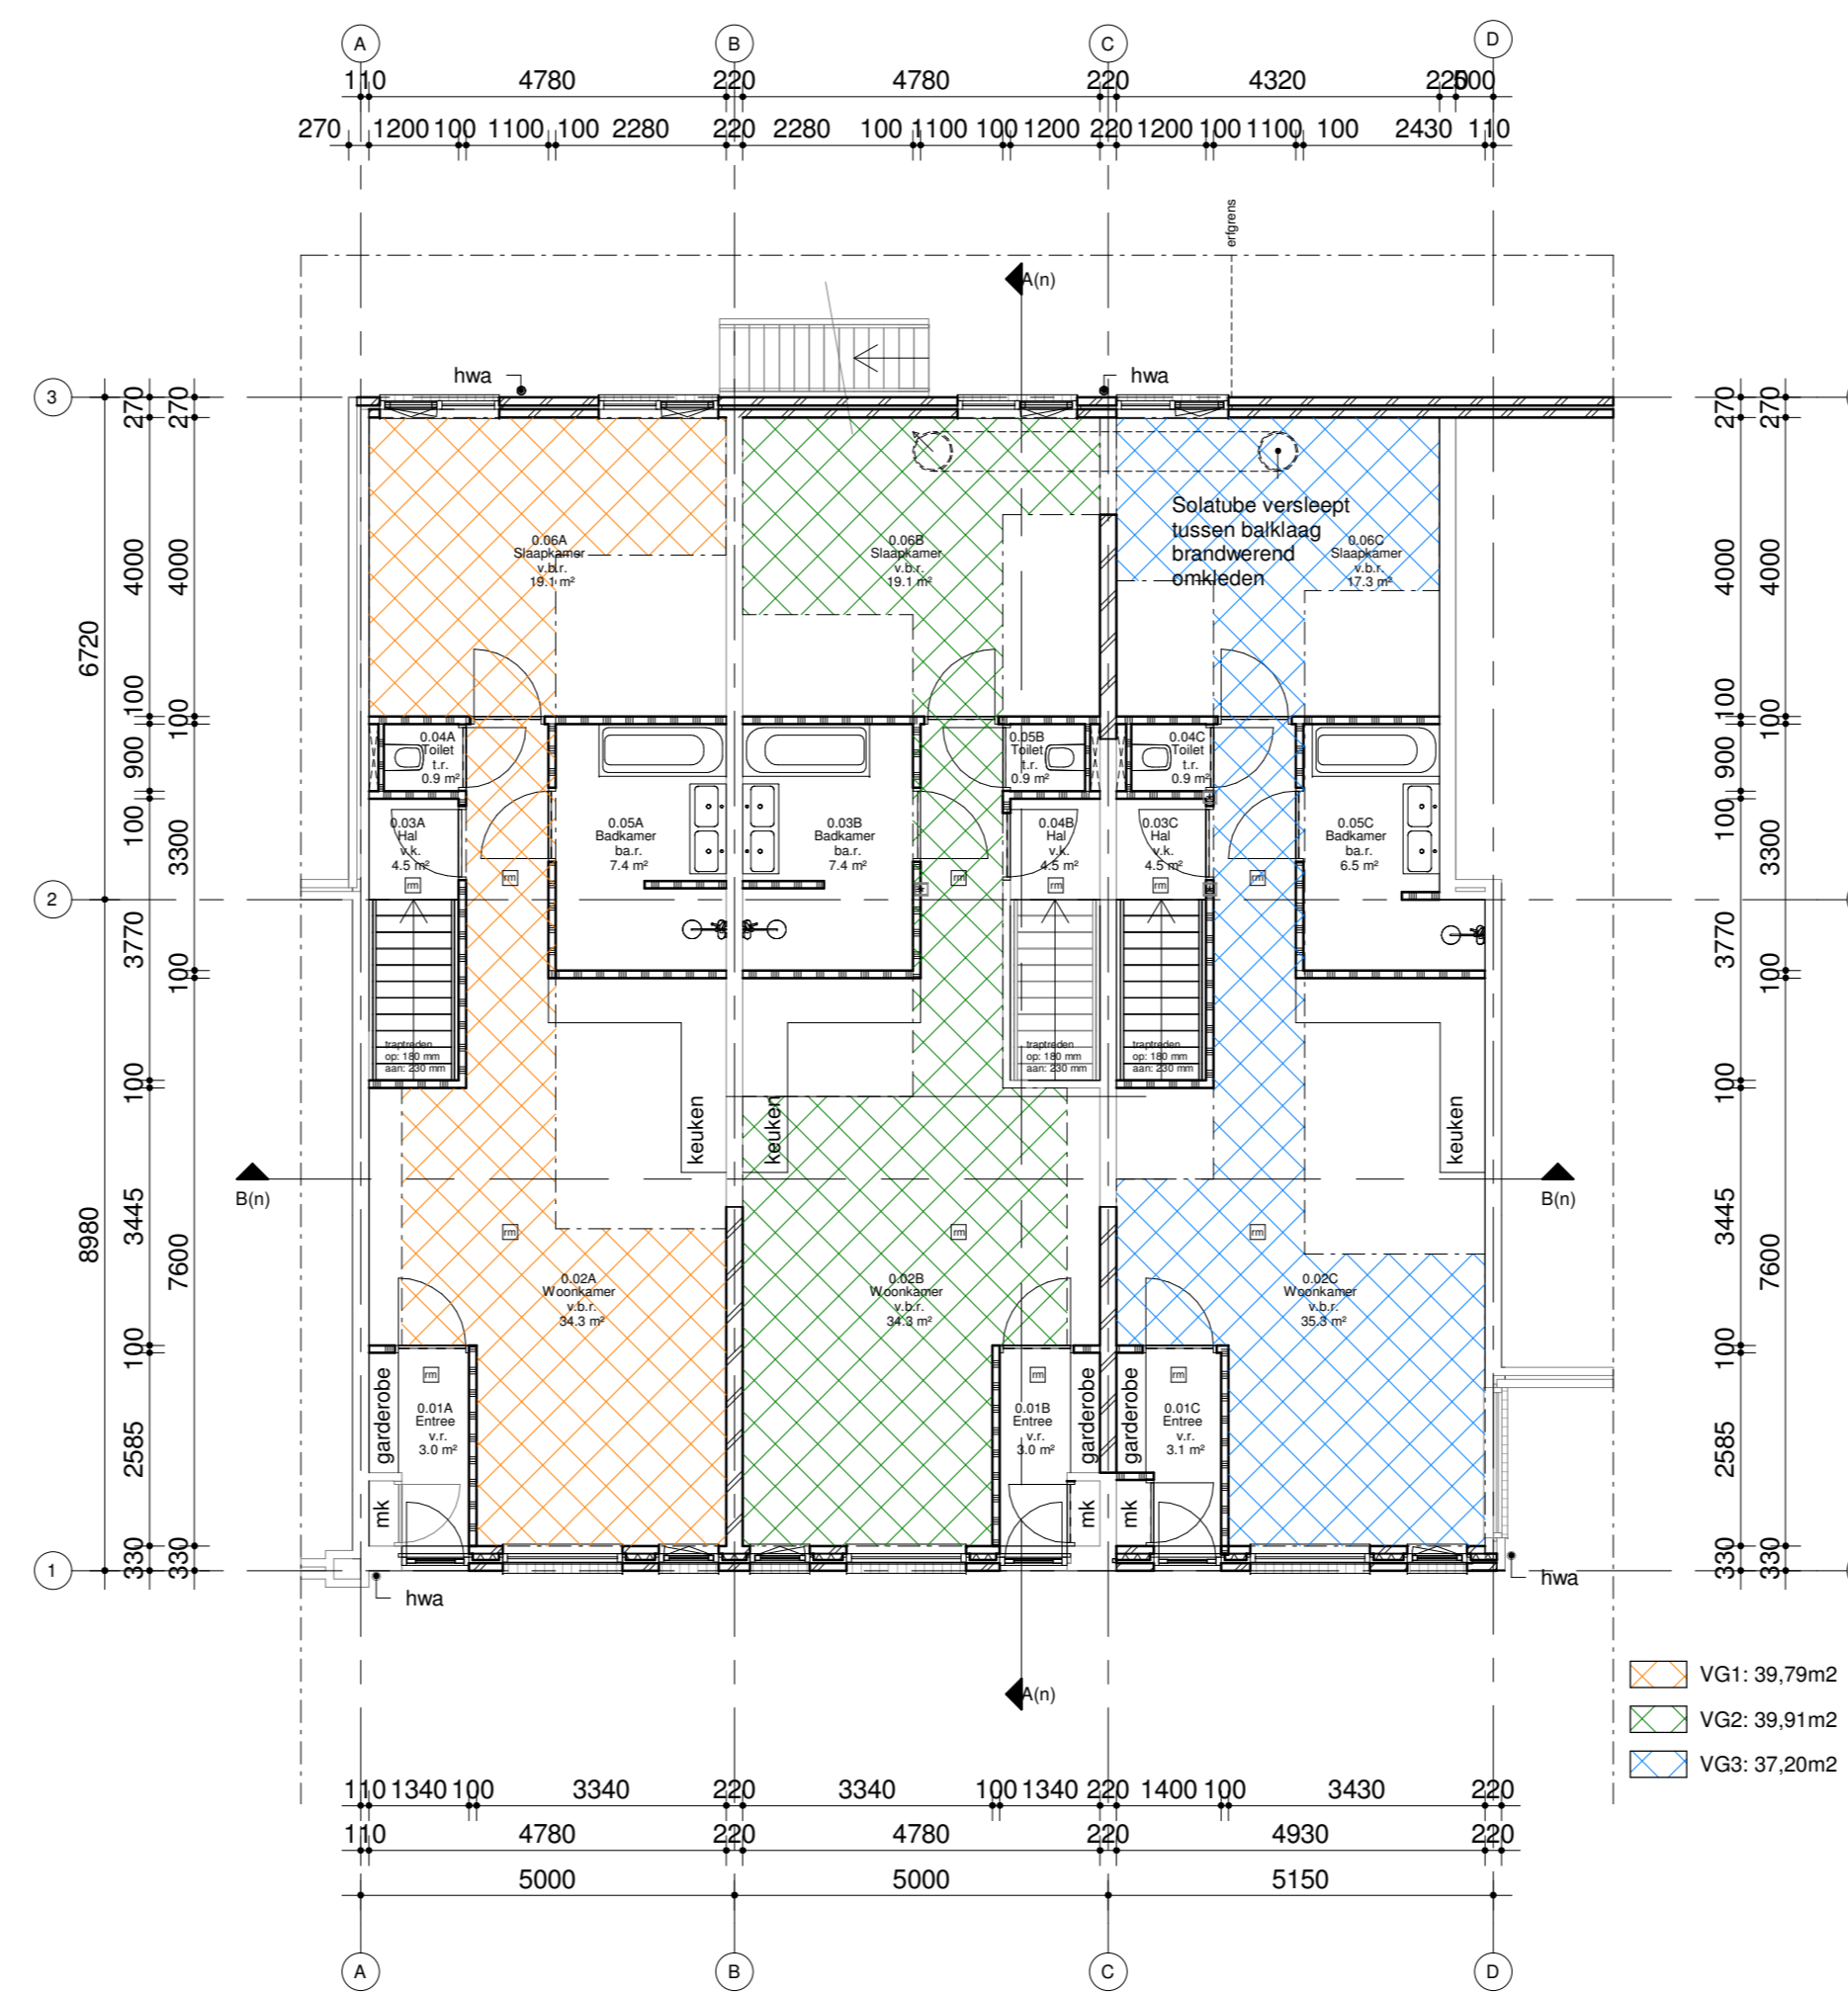 A
B
C
D
110
4780
220
4780
220
4320
220
500
270
1200
100
1100
100
2280
220
2280
100
1100
100
1200
220
1200
100
1100
100
2430
110
erfgrens
A(n)
hwa
hwa
3
2
1
6720
8980
270
4000
100
900
100
3770
100
3445
100
2585
330
270
4000
100
3300
100
7600
330
Solatube versleept
tussen balklaag
brandwerend
omkleden
0.06A
Slaapkamer
v.b.r.
19.1 m²
0.06B
Slaapkamer
v.b.r.
19.1 m²
0.06C
Slaapkamer
v.b.r.
17.3 m²
0.04A
Toilet
t.r.
0.9 m²
0.05B
Toilet
t.r.
0.9 m²
0.04C
Toilet
t.r.
0.9 m²
0.03A
Hal
v.k.
4.5 m²
rm
rm
0.05A
Badkamer
ba.r.
7.4 m²
0.03B
Badkamer
ba.r.
7.4 m²
rm
0.04B
Hal
v.k.
4.5 m²
rm
0.03C
Hal
v.k.
4.5 m²
rm
rm
0.05C
Badkamer
ba.r.
6.5 m²
traptreden
op: 180 mm
aan: 230 mm
traptreden
op: 180 mm
aan: 230 mm
traptreden
op: 180 mm
aan: 230 mm
keuken
keuken
keuken
B(n)
B(n)
rm
rm
rm
0.02A
Woonkamer
v.b.r.
34.3 m²
0.02B
Woonkamer
v.b.r.
34.3 m²
0.02C
Woonkamer
v.b.r.
35.3 m²
garderobe
rm
0.01A
Entree
v.r.
3.0 m²
rm
0.01B
Entree
v.r.
3.0 m²
garderobe
garderobe
rm
0.01C
Entree
v.r.
3.1 m²
mk
mk
mk
hwa
hwa
270
4000
100
900
100
3770
100
3445
100
2585
330
270
4000
100
3300
100
7600
330
A(n)
VG1: 39,79m2
VG2: 39,91m2
VG3: 37,20m2
110
1340
100
3340
220
3340
100
1340
220
1400
100
3430
220
110
4780
220
4780
220
4930
220
5000
5000
5150
A
B
C
D